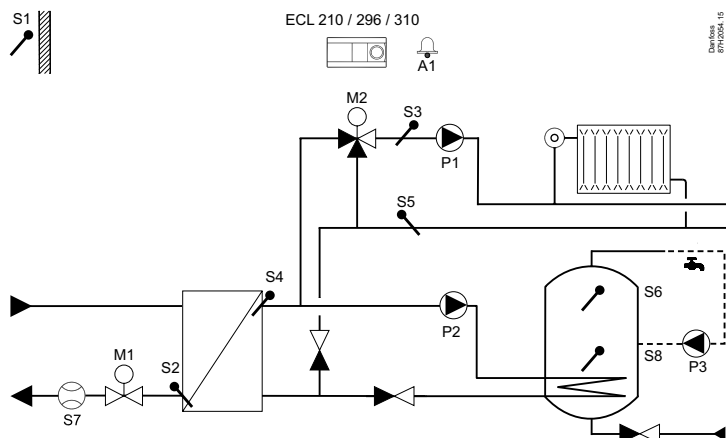 S1
ECL 210 / 296 / 310
A1
Danfoss
87H2054.15
M2
S3
P1
S5
S4
S6
P2
M1
S2
S8
P3
S7